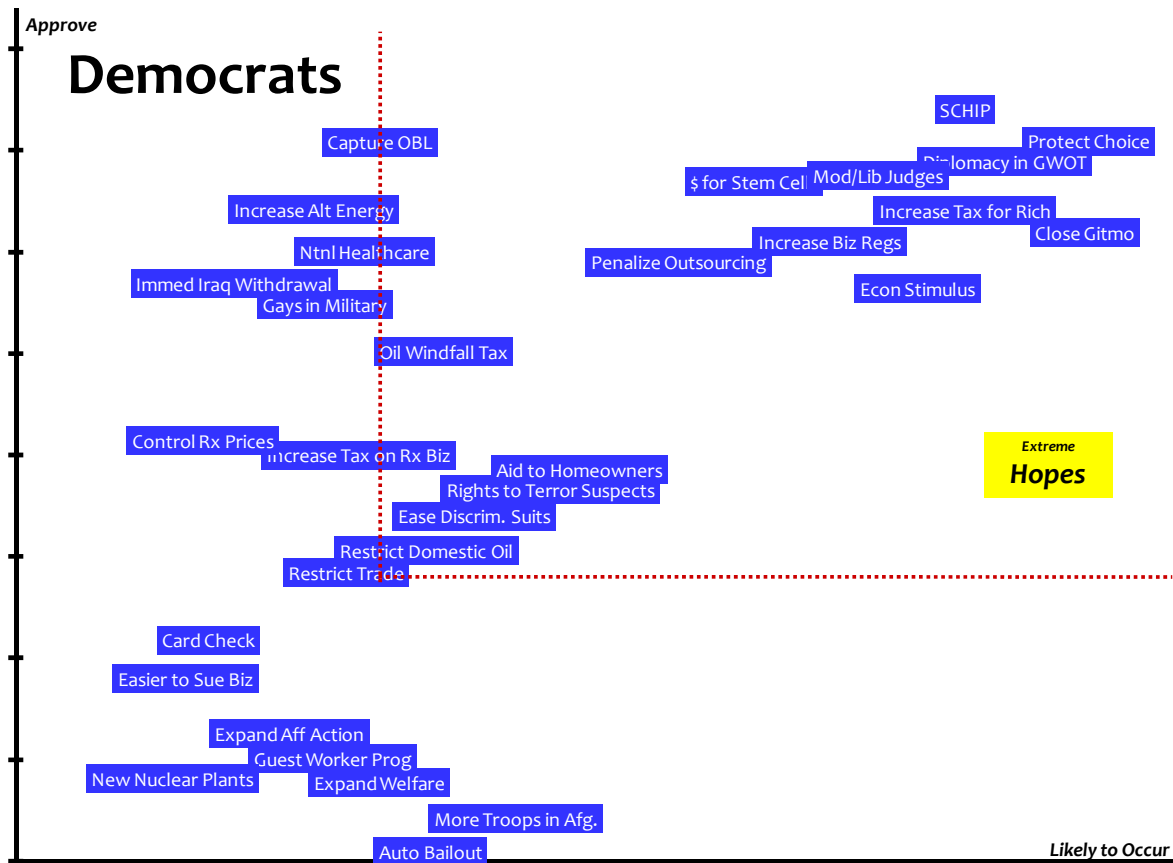 Approve
Democrats
SCHIP
Capture OBL
Protect Choice
Diplomacy in GWOT
$ for Stem Cell
Mod/Lib Judges
Increase Alt Energy
Increase Tax for Rich
Close Gitmo
Increase Biz Regs
Ntnl Healthcare
Penalize Outsourcing
Immed Iraq Withdrawal
Econ Stimulus
Gays in Military
Oil Windfall Tax
Control Rx Prices
Increase Tax on Rx Biz
Extreme
Hopes
Aid to Homeowners
Rights to Terror Suspects
Ease Discrim. Suits
Restrict Domestic Oil
Restrict Trade
Card Check
Easier to Sue Biz
Expand Aff Action
Guest Worker Prog
New Nuclear Plants
Expand Welfare
More Troops in Afg.
Auto Bailout
Likely to Occur